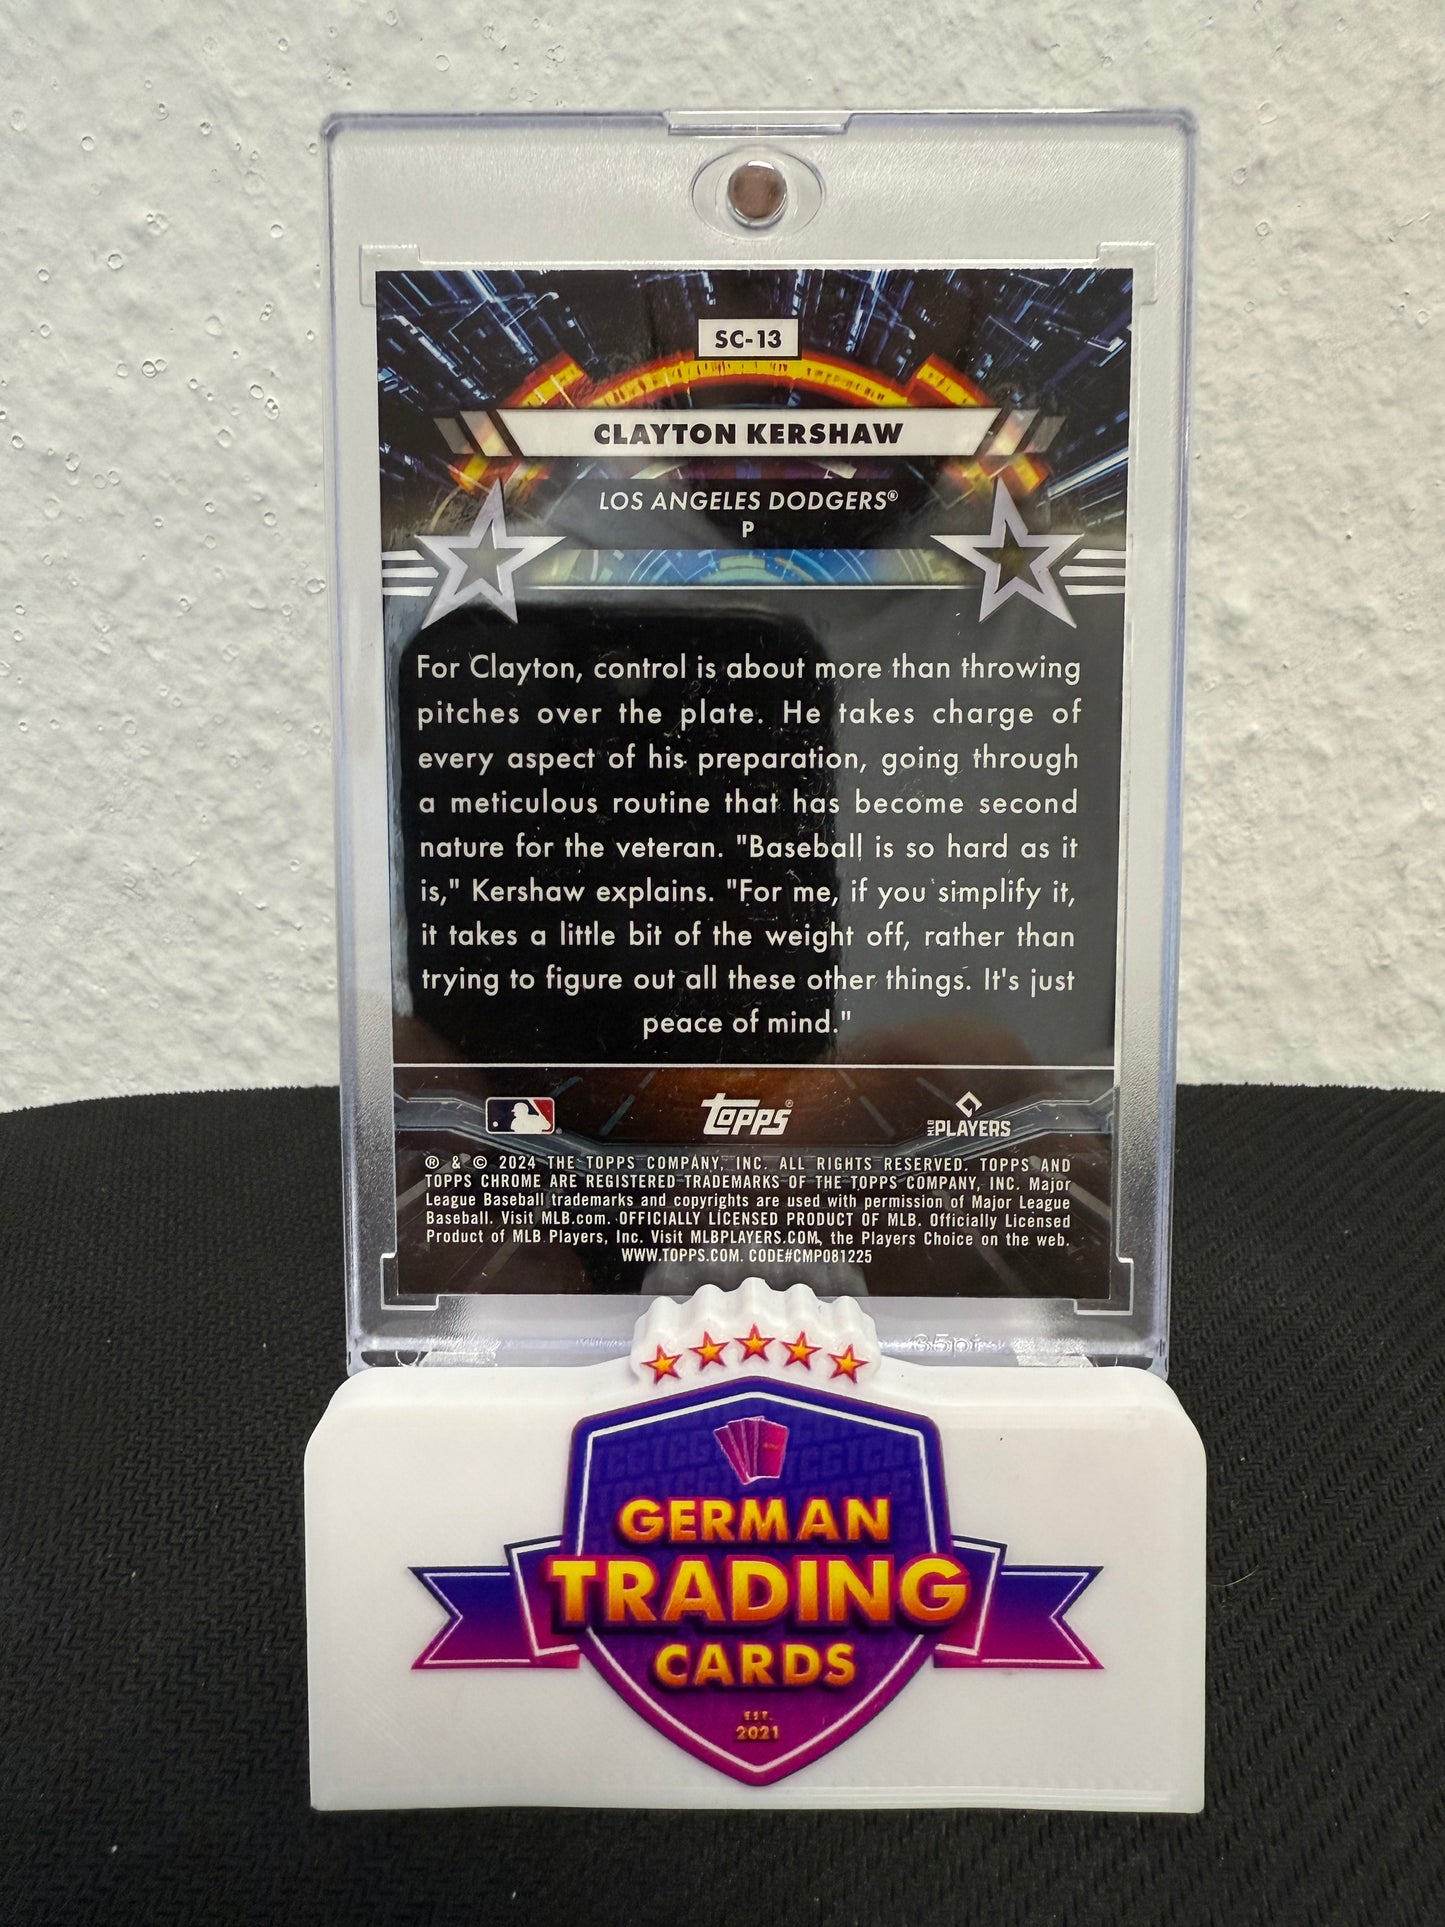 SC-13
CLAYTON KERSHAW
LOS ANGELES DODGERS®
P
For Clayton, control is about more than throwing
pitches over the plate. He takes charge of
every aspect of his preparation, going through
a meticulous routine that has become second
nature for the veteran. "Baseball is so hard as it
is," Kershaw explains. "For me, if you simplify it,
it takes a little bit of the weight off, rather than
trying to figure out all these other things. It's just
peace of mind."
topps®
MLB PLAYERS
® & © 2024 THE TOPPS COMPANY, INC. ALL RIGHTS RESERVED. TOPPS AND
TOPPS CHROME ARE REGISTERED TRADEMARKS OF THE TOPPS COMPANY, INC. Major
League Baseball trademarks and copyrights are used with permission of Major League
Baseball. Visit MLB.com. OFFICIALLY LICENSED PRODUCT OF MLB. Officially Licensed
Product of MLB Players, Inc. Visit MLBPLAYERS.COM, the Players Choice on the web.
WWW.TOPPS.COM. CODE#CMP081225
35pt
GERMAN
TRADING
CARDS
EST.
2021